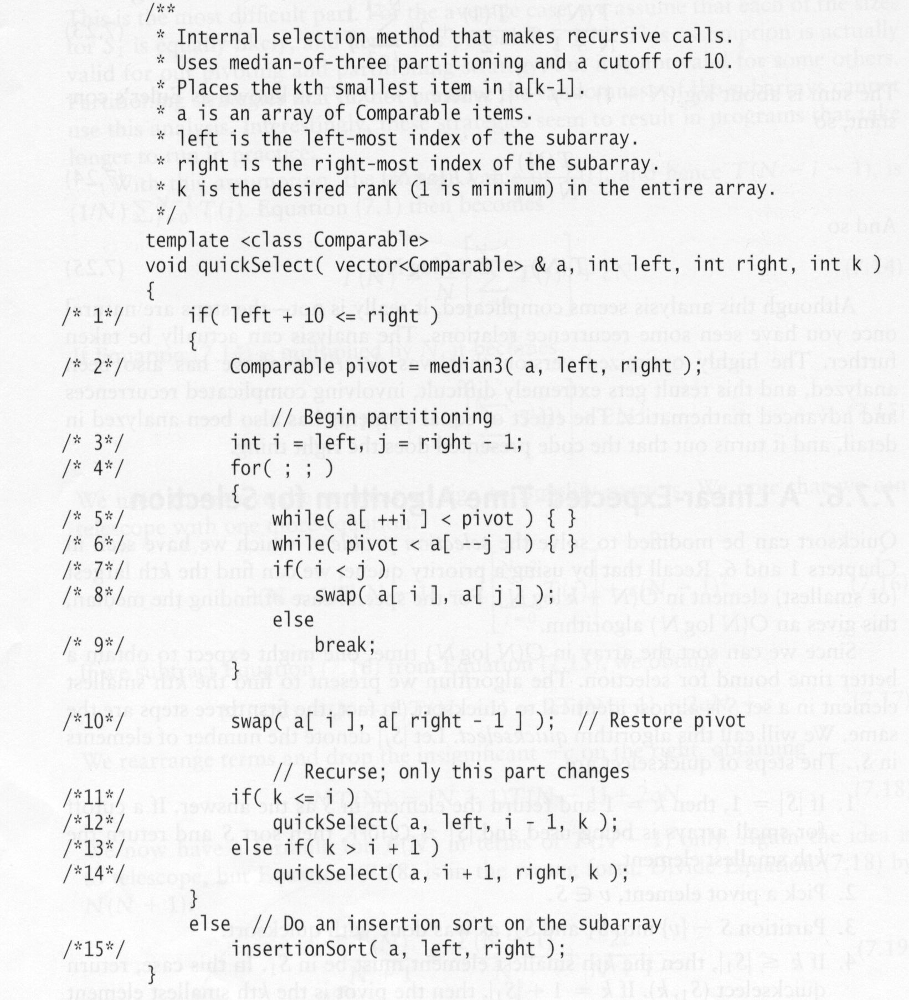 /**
 * Internal selection method that makes recursive calls.
 * Uses median-of-three partitioning and a cutoff of 10.
 * Places the kth smallest item in a[k-1].
 * a is an array of Comparable items.
 * left is the left-most index of the subarray.
 * right is the right-most index of the subarray.
 * k is the desired rank (1 is minimum) in the entire array.
 */
template <class Comparable>
void quickSelect( vector<Comparable> & a, int left, int right, int k )
{
/* 1*/ if( left + 10 <= right )
{
/* 2*/ Comparable pivot = median3( a, left, right );
// Begin partitioning
/* 3*/ int i = left, j = right - 1;
/* 4*/ for( ; ; )
{
/* 5*/ while( a[ ++i ] < pivot ) { }
/* 6*/ while( pivot < a[ --j ] ) { }
/* 7*/ if( i < j )
/* 8*/ swap( a[ i ], a[ j ] );
else
/* 9*/ break;
}
/*10*/ swap( a[ i ], a[ right - 1 ] ); // Restore pivot
// Recurse; only this part changes
/*11*/ if( k <= i )
/*12*/ quickSelect( a, left, i - 1, k );
/*13*/ else if( k > i + 1 )
/*14*/ quickSelect( a, i + 1, right, k );
}
else // Do an insertion sort on the subarray
/*15*/ insertionSort( a, left, right );
}